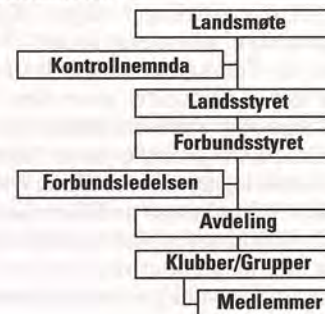 Landsmøte
Kontrollnemnda
Landsstyret
Forbundsstyret
Forbundsledelsen
Avdeling
Klubber/Grupper
Medlemmer